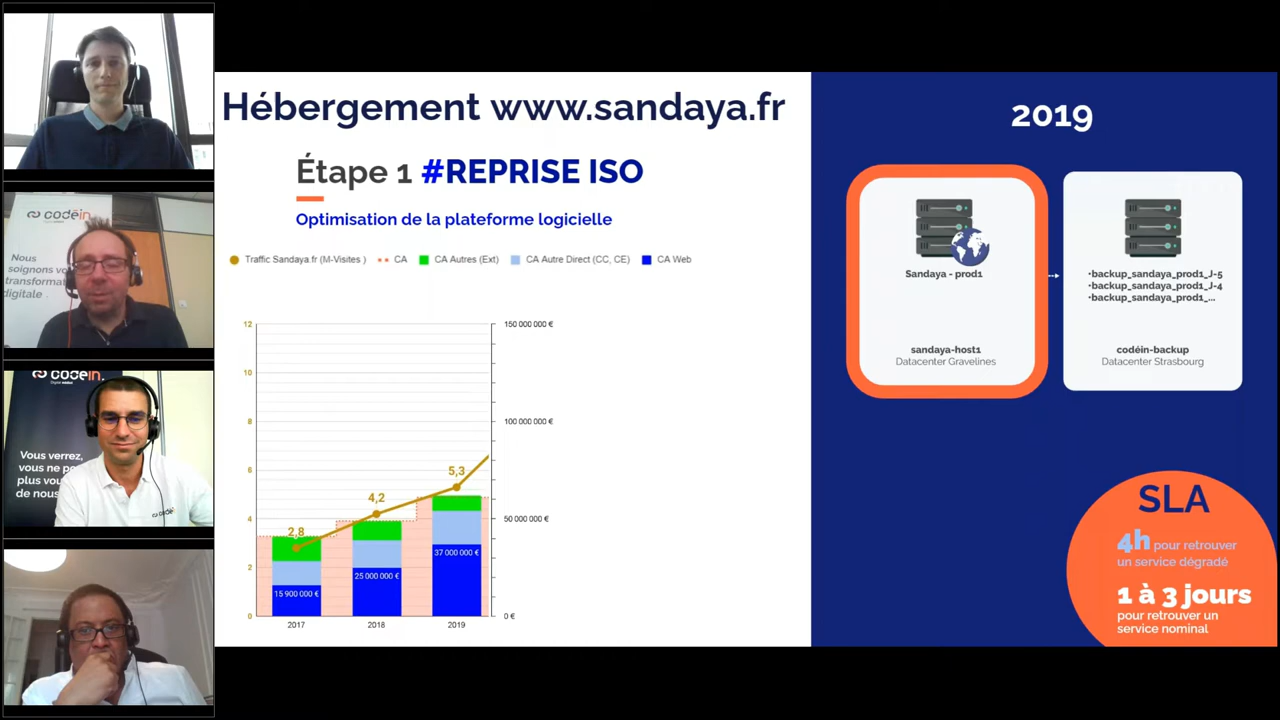 codéin
Nous
soignons vo
transformat
digitale .
codéin.
Digital addict
Vous verrez,
vous ne po
plus vou
de nous
Hébergement www.sandaya.fr
Étape 1 #REPRISE ISO
Optimisation de la plateforme logicielle
Traffic Sandaya.fr (M-Visites )
CA
CA Autres (Ext)
CA Autre Direct (CC, CE)
CA Web
12
10
8
6
4
2
0
150 000 000 €
100 000 000 €
50 000 000 €
0 €
2,8
4,2
5,3
15 900 000 €
25 000 000 €
37 000 000 €
2017
2018
2019
2019
Sandaya - prod1
sandaya-host1
Datacenter Gravelines
•backup_sandaya_prod1_J-5
•backup_sandaya_prod1_J-4
•backup_sandaya_prod1_...
codéin-backup
Datacenter Strasbourg
SLA
4h pour retrouver
un service dégradé
1 à 3 jours
pour retrouver un
service nominal